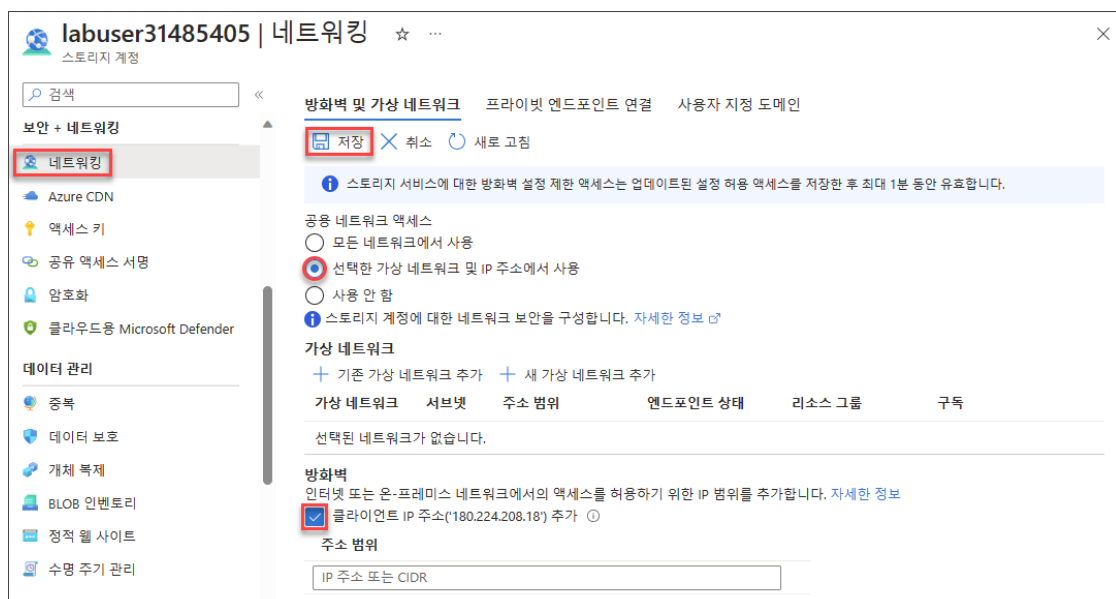 labuser31485405 | 네트워킹
스토리지 계정
검색
보안 + 네트워킹
네트워킹
Azure CDN
액세스 키
공유 액세스 서명
암호화
클라우드용 Microsoft Defender
데이터 관리
중복
데이터 보호
개체 복제
BLOB 인벤토리
정적 웹 사이트
수명 주기 관리
방화벽 및 가상 네트워크 프라이빗 엔드포인트 연결 사용자 지정 도메인
저장 취소 새로 고침
스토리지 서비스에 대한 방화벽 설정 제한 액세스는 업데이트된 설정 허용 액세스를 저장한 후 최대 1분 동안 유효합니다.
공용 네트워크 액세스
모든 네트워크에서 사용
선택한 가상 네트워크 및 IP 주소에서 사용
사용 안 함
스토리지 계정에 대한 네트워크 보안을 구성합니다. 자세한 정보
가상 네트워크
기존 가상 네트워크 추가 새 가상 네트워크 추가
가상 네트워크 서브넷 주소 범위 엔드포인트 상태 리소스 그룹 구독
선택된 네트워크가 없습니다.
방화벽
인터넷 또는 온-프레미스 네트워크에서의 액세스를 허용하기 위한 IP 범위를 추가합니다. 자세한 정보
클라이언트 IP 주소('180.224.208.18') 추가
주소 범위
IP 주소 또는 CIDR